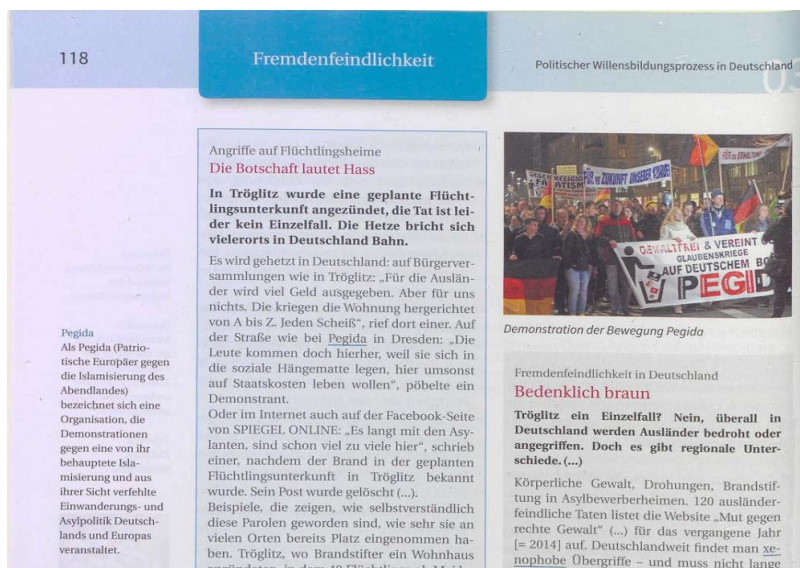 118
Fremdenfeindlichkeit
Politischer Willensbildungsprozess in Deutschland
03
Angriffe auf Flüchtlingsheime
Die Botschaft lautet Hass
In Tröglitz wurde eine geplante Flücht-
lingsunterkunft angezündet, die Tat ist lei-
der kein Einzelfall. Die Hetze bricht sich
vielerorts in Deutschland Bahn.
Es wird gehetzt in Deutschland: auf Bürgerver-
sammlungen wie in Tröglitz: „Für die Auslän-
der wird viel Geld ausgegeben. Aber für uns
nichts. Die kriegen die Wohnung hergerichtet
von A bis Z. Jeden Scheiß“, rief dort einer. Auf
der Straße wie bei Pegida in Dresden: „Die
Leute kommen doch hierher, weil sie sich in
die soziale Hängematte legen, hier umsonst
auf Staatskosten leben wollen“, pöbelte ein
Demonstrant.
Oder im Internet auch auf der Facebook-Seite
von SPIEGEL ONLINE: „Es langt mit den Asy-
lanten, sind schon viel zu viele hier“, schrieb
einer, nachdem der Brand in der geplanten
Flüchtlingsunterkunft in Tröglitz bekannt
wurde. Sein Post wurde gelöscht (...).
Beispiele, die zeigen, wie selbstverständlich
diese Parolen geworden sind, wie sehr sie an
vielen Orten bereits Platz eingenommen ha-
ben. Tröglitz, wo Brandstifter ein Wohnhaus
Pegida
Als Pegida (Patrio-
tische Europäer gegen
die Islamisierung des
Abendlandes)
bezeichnet sich eine
Organisation, die
Demonstrationen
gegen eine von ihr
behauptete Isla-
misierung und aus
ihrer Sicht verfehlte
Einwanderungs- und
Asylpolitik Deutsch-
lands und Europas
veranstaltet.
FÜR DIE ZUKUNFT UNSERER KINDER
FÜR DIE ERHALTUNG
GEWALTFREI & VEREINT
GLAUBENSKRIEGE
AUF DEUTSCHEM BO
PEGID
Demonstration der Bewegung Pegida
Fremdenfeindlichkeit in Deutschland
Bedenklich braun
Tröglitz ein Einzelfall? Nein, überall in
Deutschland werden Ausländer bedroht oder
angegriffen. Doch es gibt regionale Unter-
schiede. (...)
Körperliche Gewalt, Drohungen, Brandstif-
tung in Asylbewerberheimen. 120 ausländer-
feindliche Taten listet die Website „Mut gegen
rechte Gewalt“ (...) für das vergangene Jahr
[= 2014] auf. Deutschlandweit findet man xe-
nophobe Übergriffe – und muss nicht lange